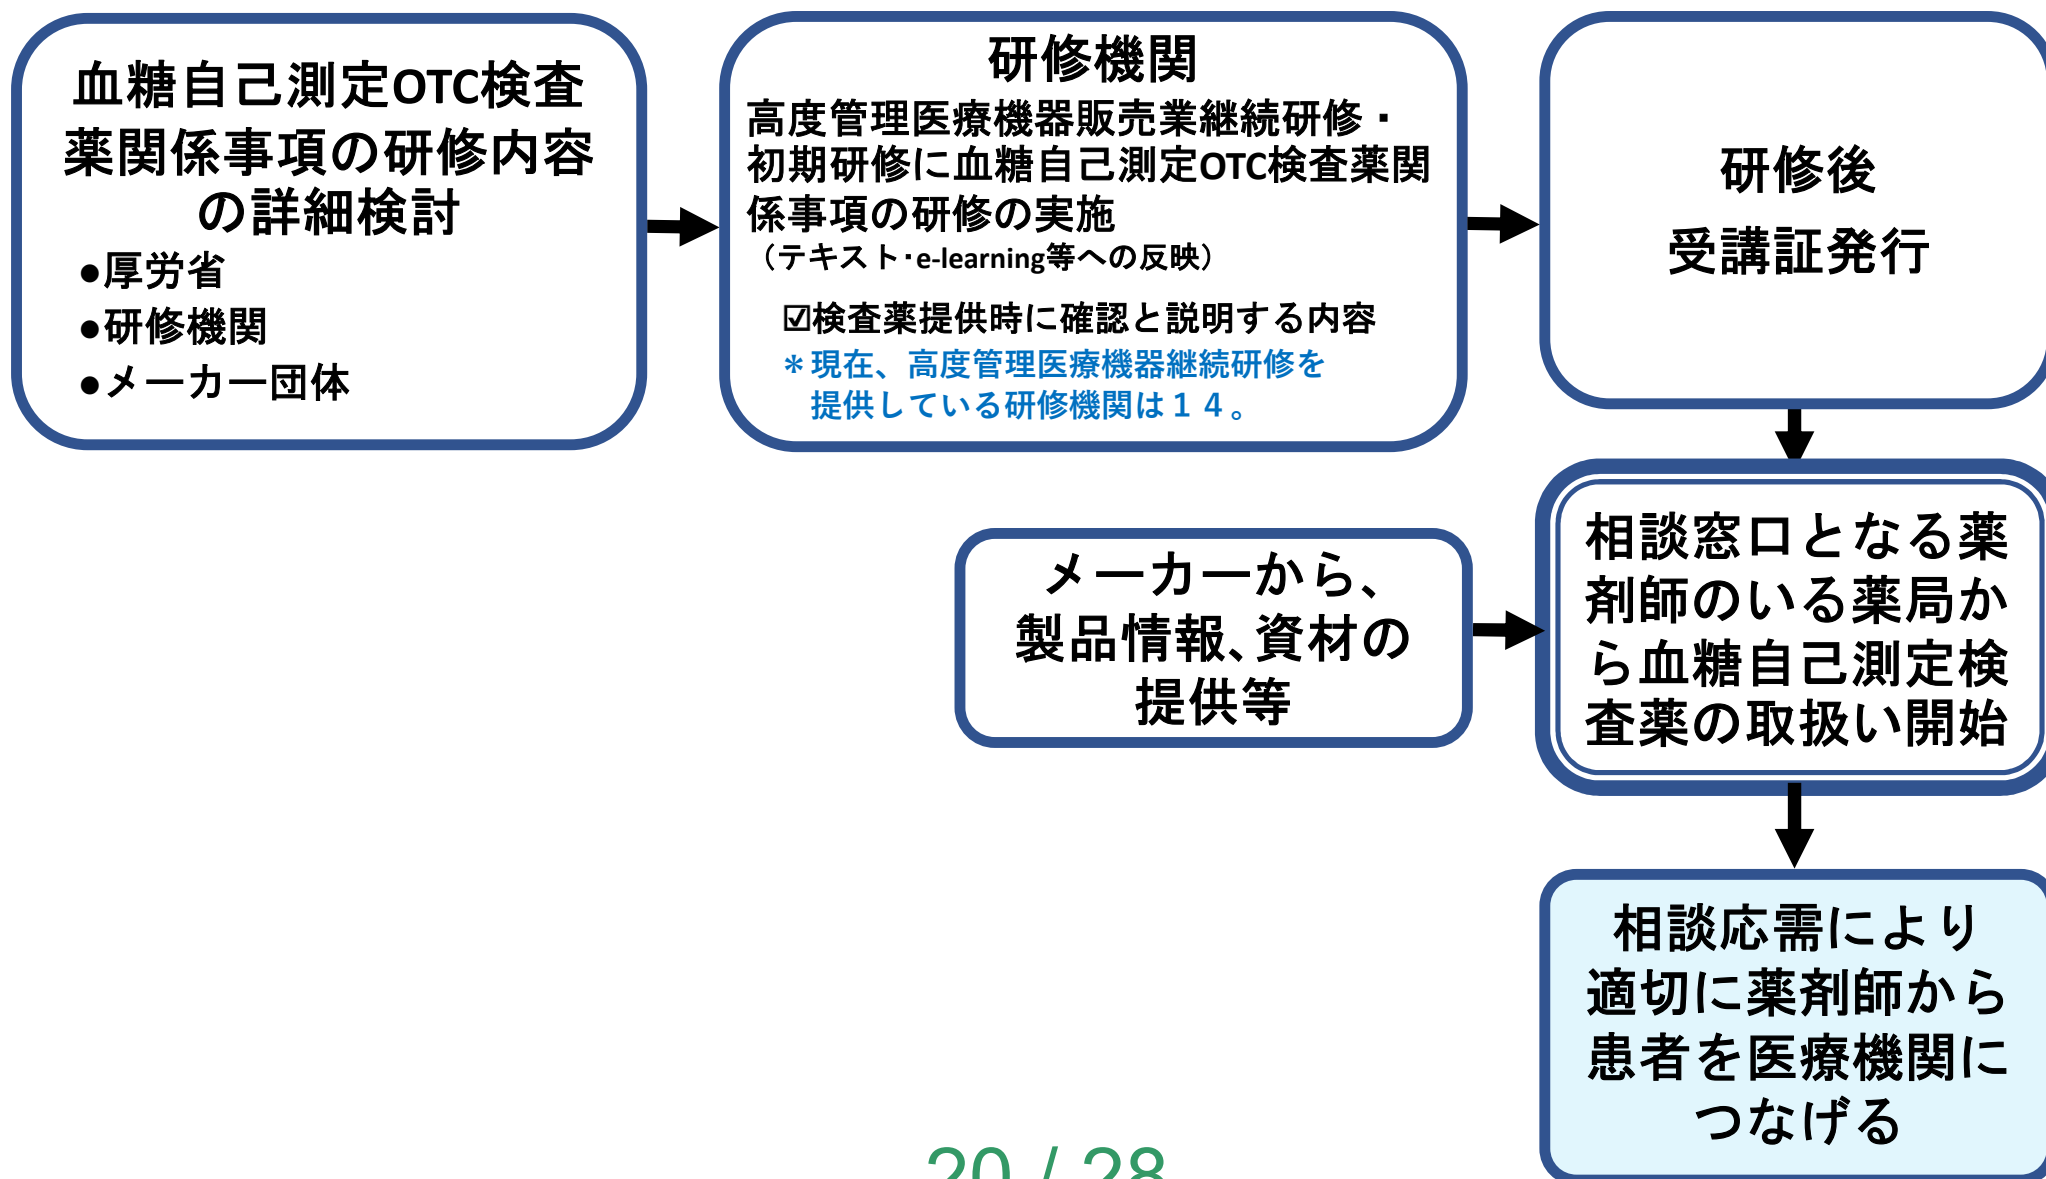 血糖自己測定OTC検査
薬関係事項の研修内容
の詳細検討
●厚労省
●研修機関
●メーカー団体
研修機関
高度管理医療機器販売業継続研修・
初期研修に血糖自己測定OTC検査薬関
係事項の研修の実施
（テキスト・e-learning等への反映）
☑検査薬提供時に確認と説明する内容
＊現在、高度管理医療機器継続研修を
提供している研修機関は１４。
研修後
受講証発行
メーカーから、
製品情報、資材の
提供等
相談窓口となる薬
剤師のいる薬局か
ら血糖自己測定検
査薬の取扱い開始
相談応需により
適切に薬剤師から
患者を医療機関に
つなげる
20 / 28